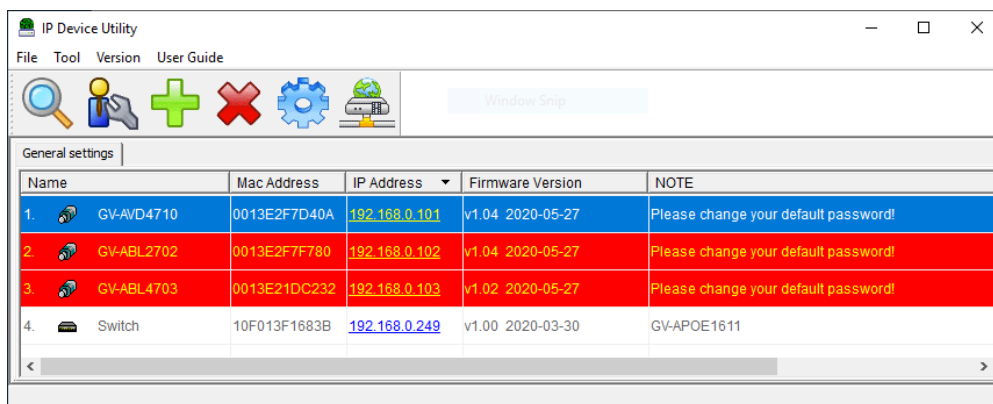 IP Device Utility
File Tool Version User Guide
Window Snip
General settings
Name Mac Address IP Address Firmware Version NOTE
1. GV-AVD4710 0013E2F7D40A 192.168.0.101 v1.04 2020-05-27 Please change your default password!
2. GV-ABL2702 0013E2F7F780 192.168.0.102 v1.04 2020-05-27 Please change your default password!
3. GV-ABL4703 0013E21DC232 192.168.0.103 v1.02 2020-05-27 Please change your default password!
4. Switch 10F013F1683B 192.168.0.249 v1.00 2020-03-30 GV-APOE1611